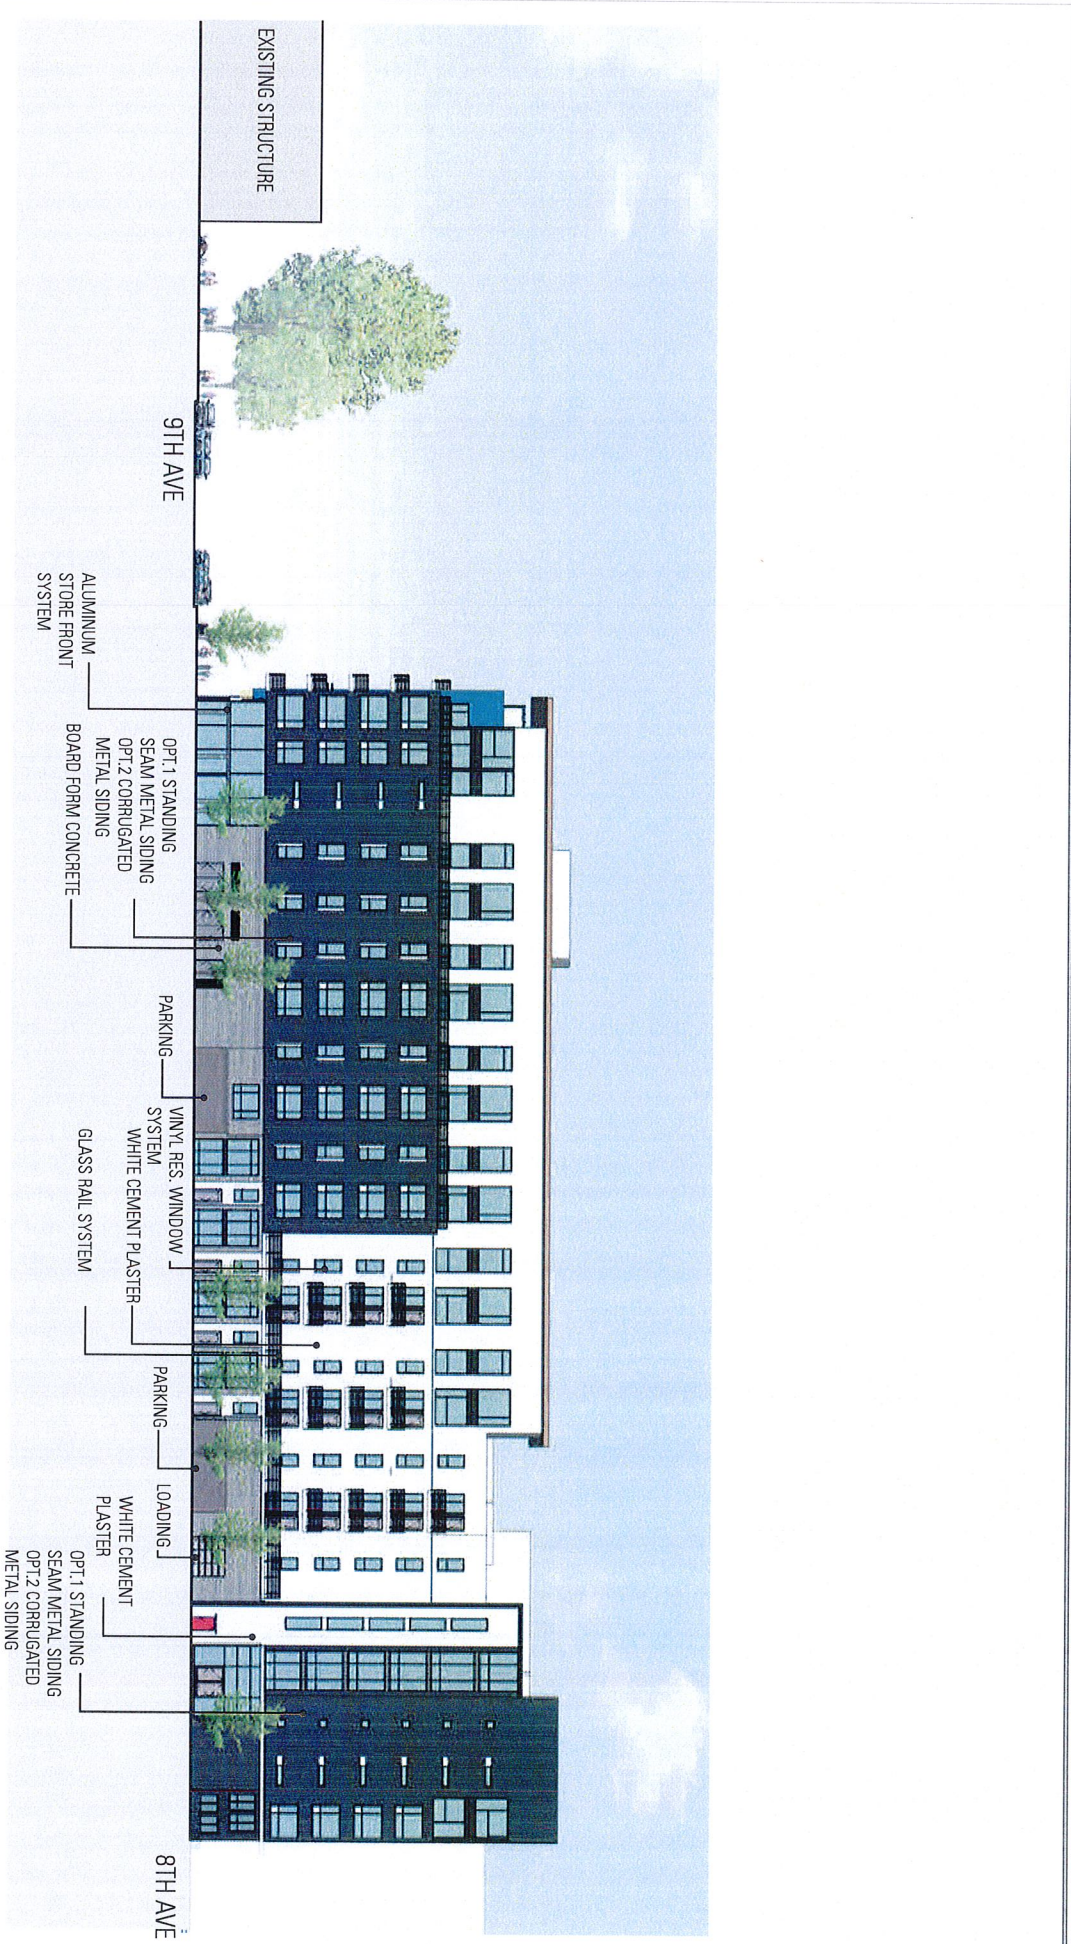 EXISTING STRUCTURE
9TH AVE
ALUMINUM
STORE FRONT
SYSTEM
OPT.1 STANDING
SEAM METAL SIDING
OPT.2 CORRUGATED
METAL SIDING
BOARD FORM CONCRETE
PARKING
VINYL RES. WINDOW
SYSTEM
WHITE CEMENT PLASTER
GLASS RAIL SYSTEM
PARKING
LOADING
WHITE CEMENT
PLASTER
OPT.1 STANDING
SEAM METAL SIDING
OPT.2 CORRUGATED
METAL SIDING
8TH AVE